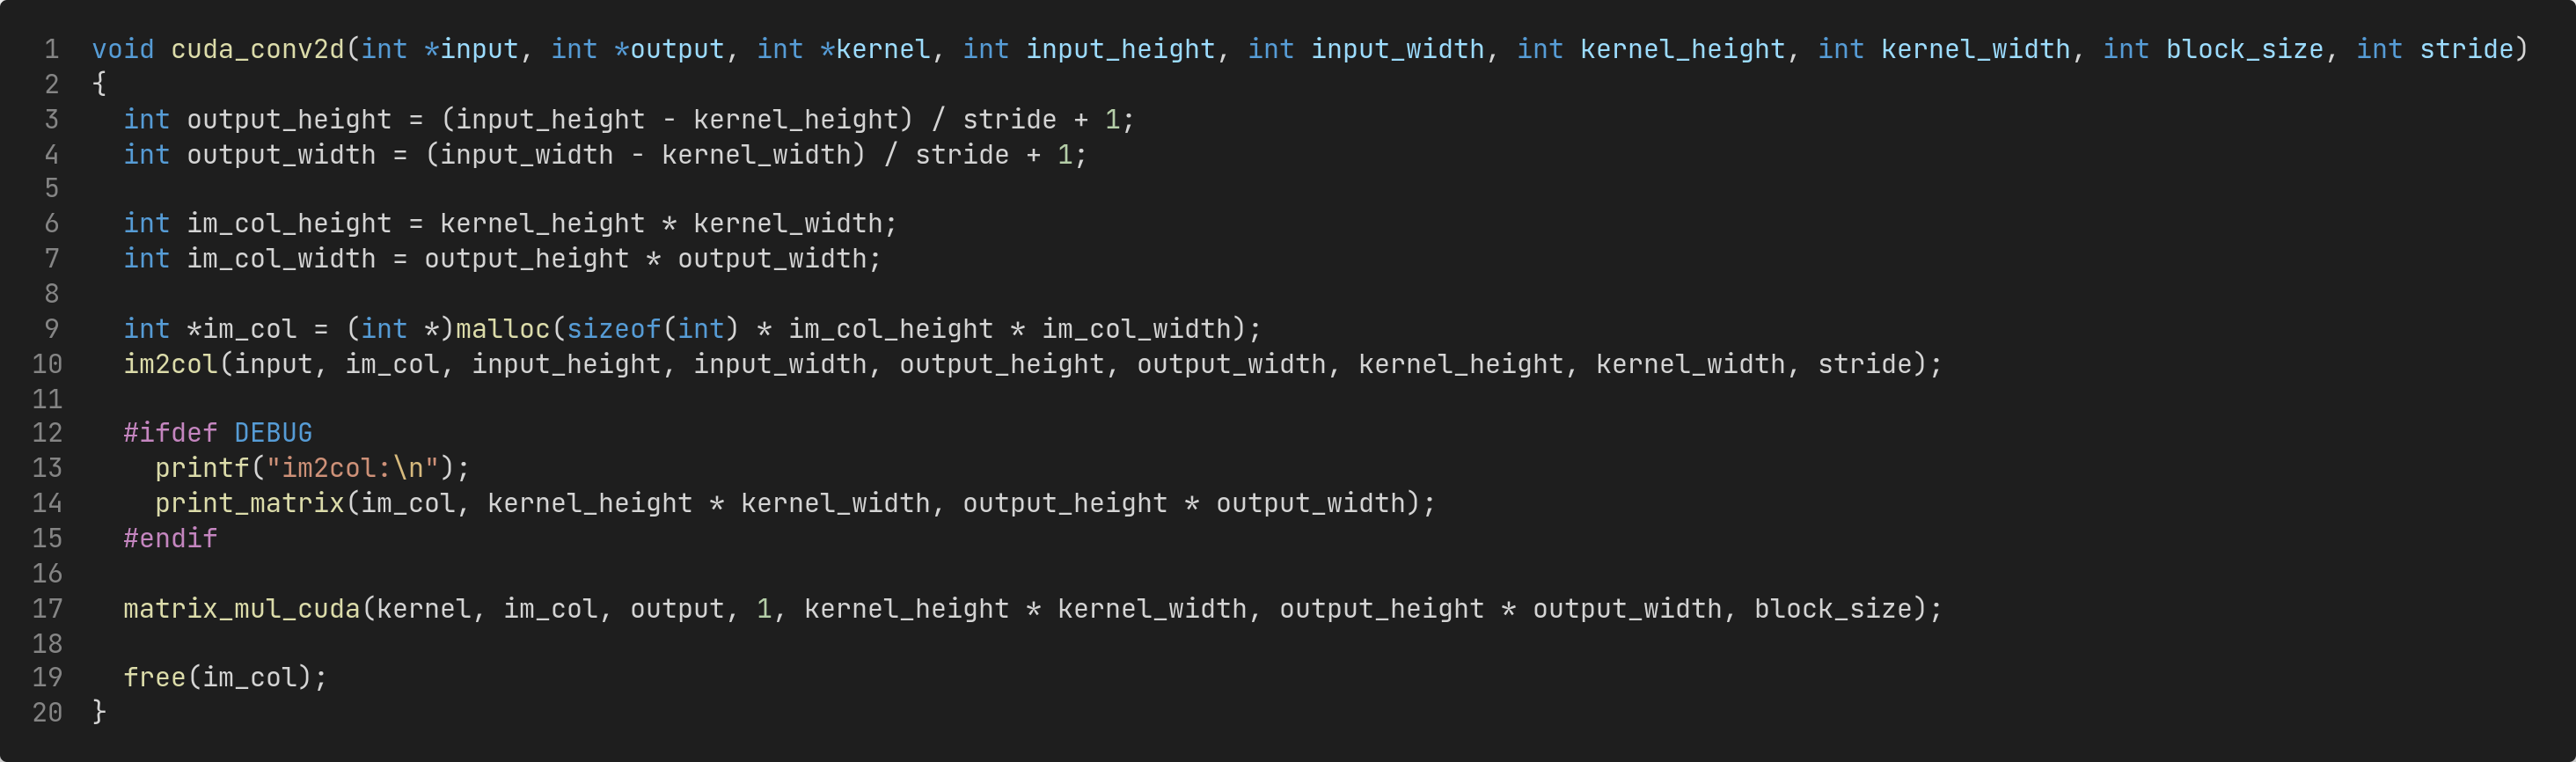 1 void cuda_conv2d(int *input, int *output, int *kernel, int input_height, int input_width, int kernel_height, int kernel_width, int block_size, int stride)
2 {
3   int output_height = (input_height - kernel_height) / stride + 1;
4   int output_width = (input_width - kernel_width) / stride + 1;
5
6   int im_col_height = kernel_height * kernel_width;
7   int im_col_width = output_height * output_width;
8
9   int *im_col = (int *)malloc(sizeof(int) * im_col_height * im_col_width);
10   im2col(input, im_col, input_height, input_width, output_height, output_width, kernel_height, kernel_width, stride);
11
12   #ifdef DEBUG
13     printf("im2col:\n");
14     print_matrix(im_col, kernel_height * kernel_width, output_height * output_width);
15   #endif
16
17   matrix_mul_cuda(kernel, im_col, output, 1, kernel_height * kernel_width, output_height * output_width, block_size);
18
19   free(im_col);
20 }